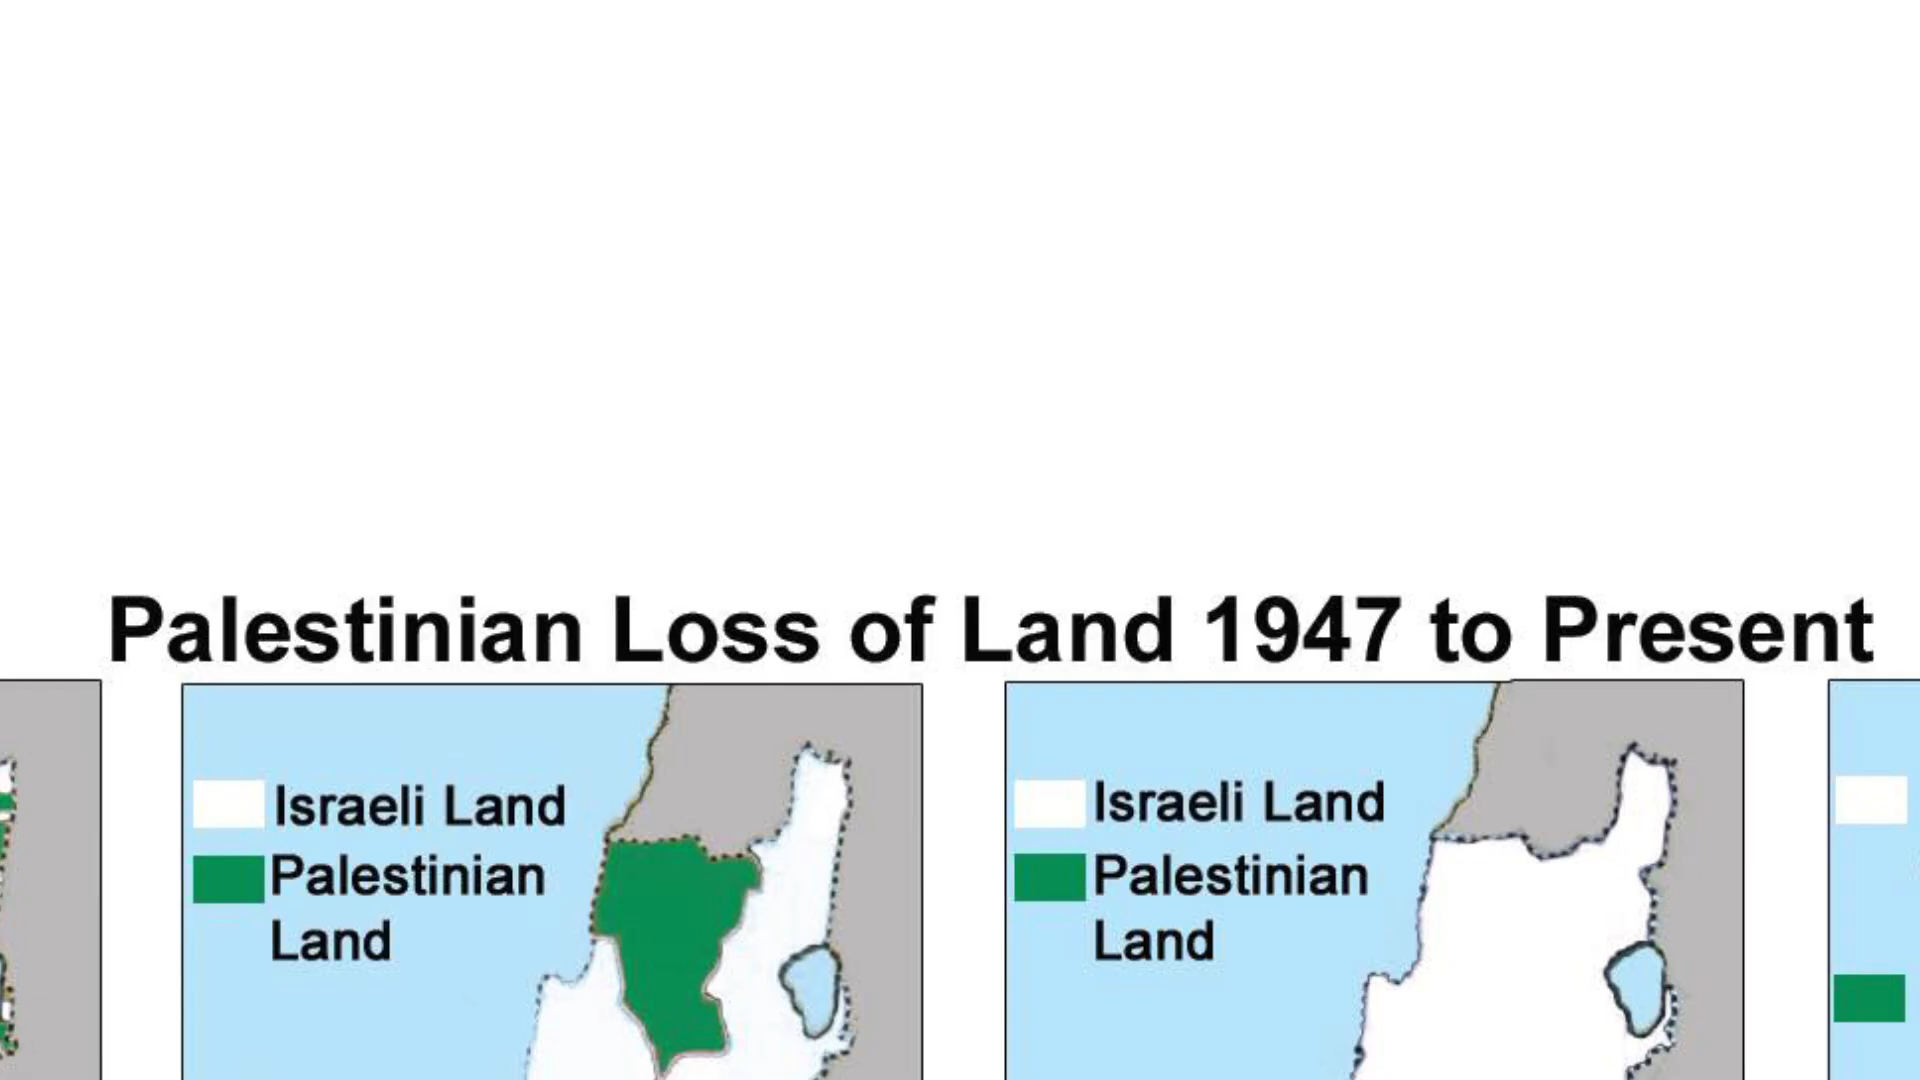 Palestinian Loss of Land 1947 to Present
Israeli Land
Palestinian
Land
Israeli Land
Palestinian
Land